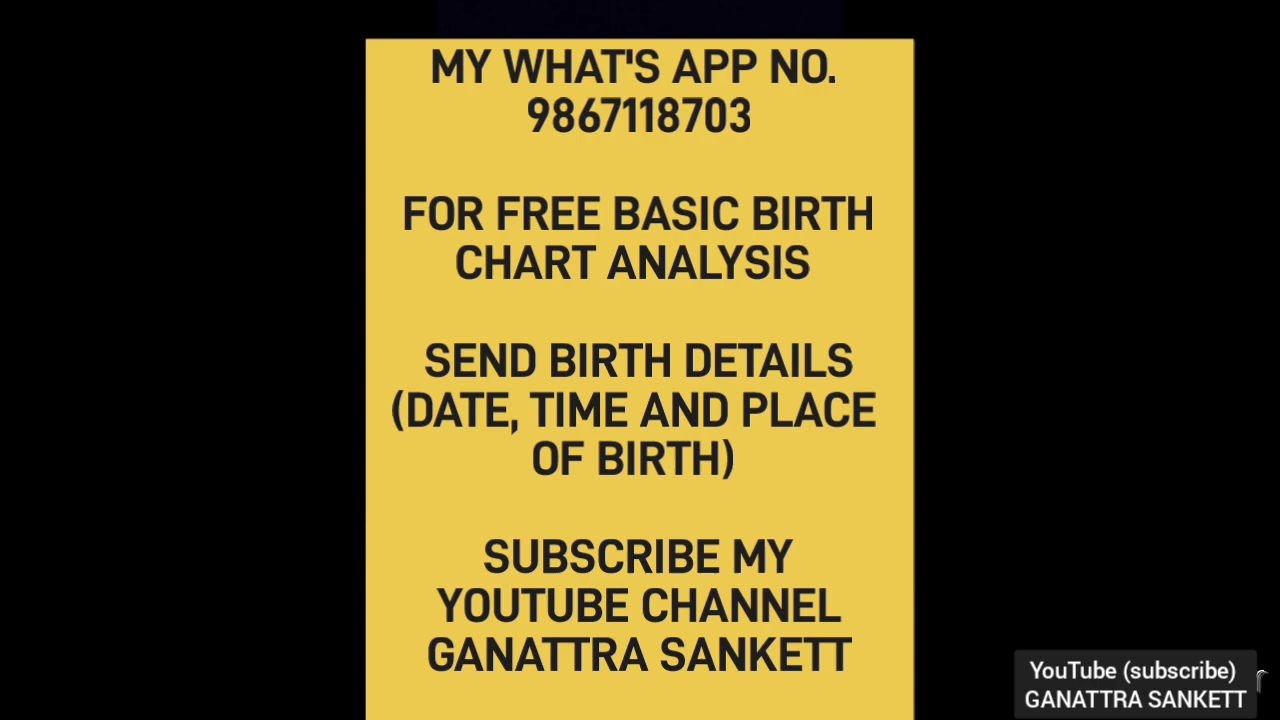 MY WHAT'S APP NO.
9867118703
FOR FREE BASIC BIRTH
CHART ANALYSIS
SEND BIRTH DETAILS
(DATE, TIME AND PLACE
OF BIRTH)
SUBSCRIBE MY
YOUTUBE CHANNEL
GANATTRA SANKETT
YouTube (subscribe)
GANATTRA SANKETT